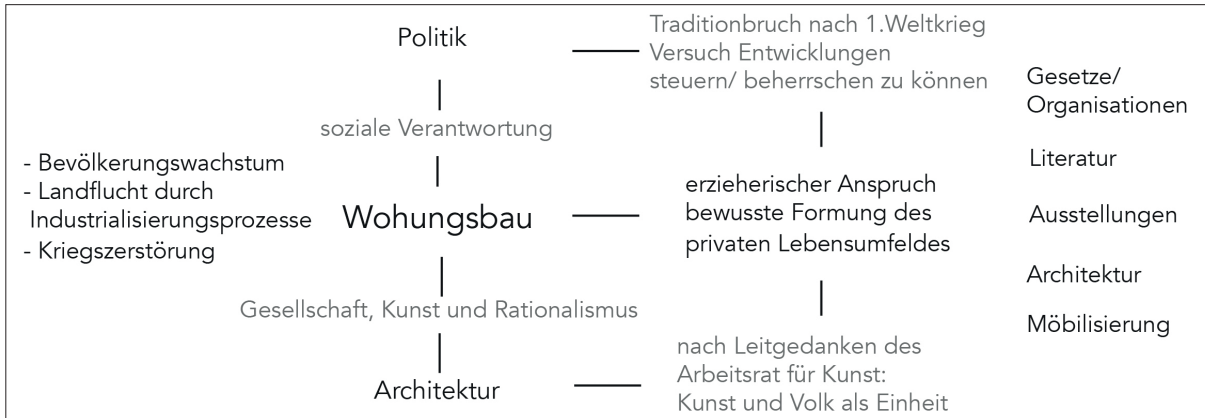 Politik
soziale Verantwortung
- Bevölkerungswachstum
- Landflucht durch
Industrialisierungsprozesse
- Kriegszerstörung
Wohungsbau
Gesellschaft, Kunst und Rationalismus
Architektur
Traditionbruch nach 1.Weltkrieg
Versuch Entwicklungen
steuern/ beherrschen zu können
erzieherischer Anspruch
bewusste Formung des
privaten Lebensumfeldes
nach Leitgedanken des
Arbeitsrat für Kunst:
Kunst und Volk als Einheit
Gesetze/
Organisationen
Literatur
Ausstellungen
Architektur
Möbilisierung